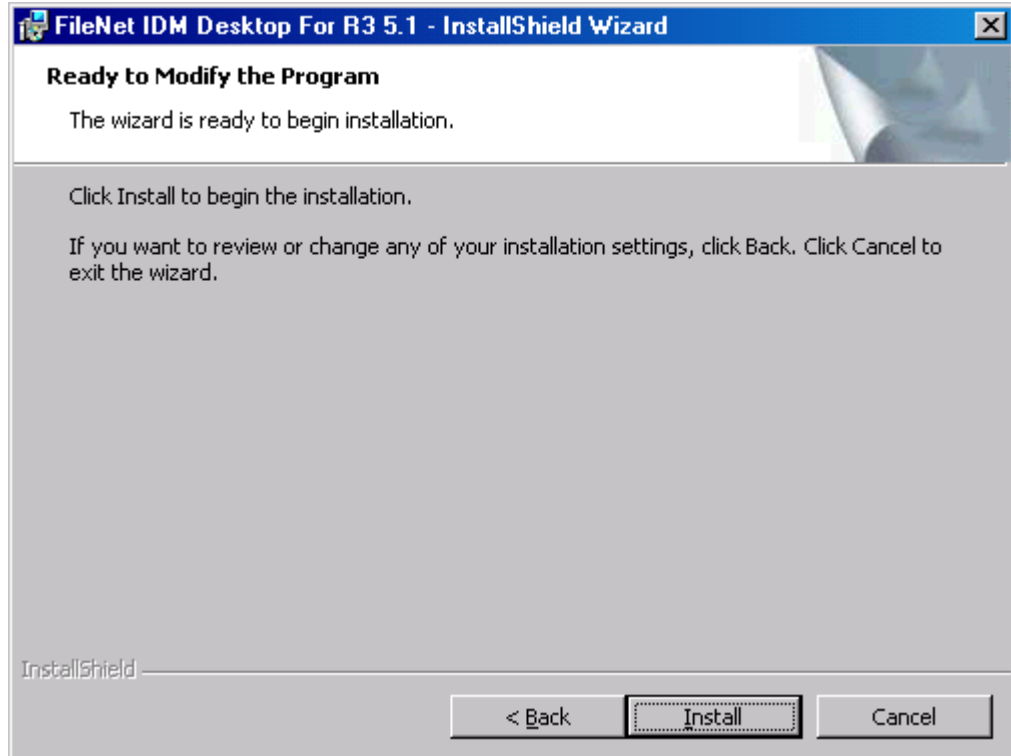 FileNet IDM Desktop For R3 5.1 - InstallShield Wizard
Ready to Modify the Program
The wizard is ready to begin installation.
Click Install to begin the installation.
If you want to review or change any of your installation settings, click Back. Click Cancel to
exit the wizard.
InstallShield
< Back
Install
Cancel